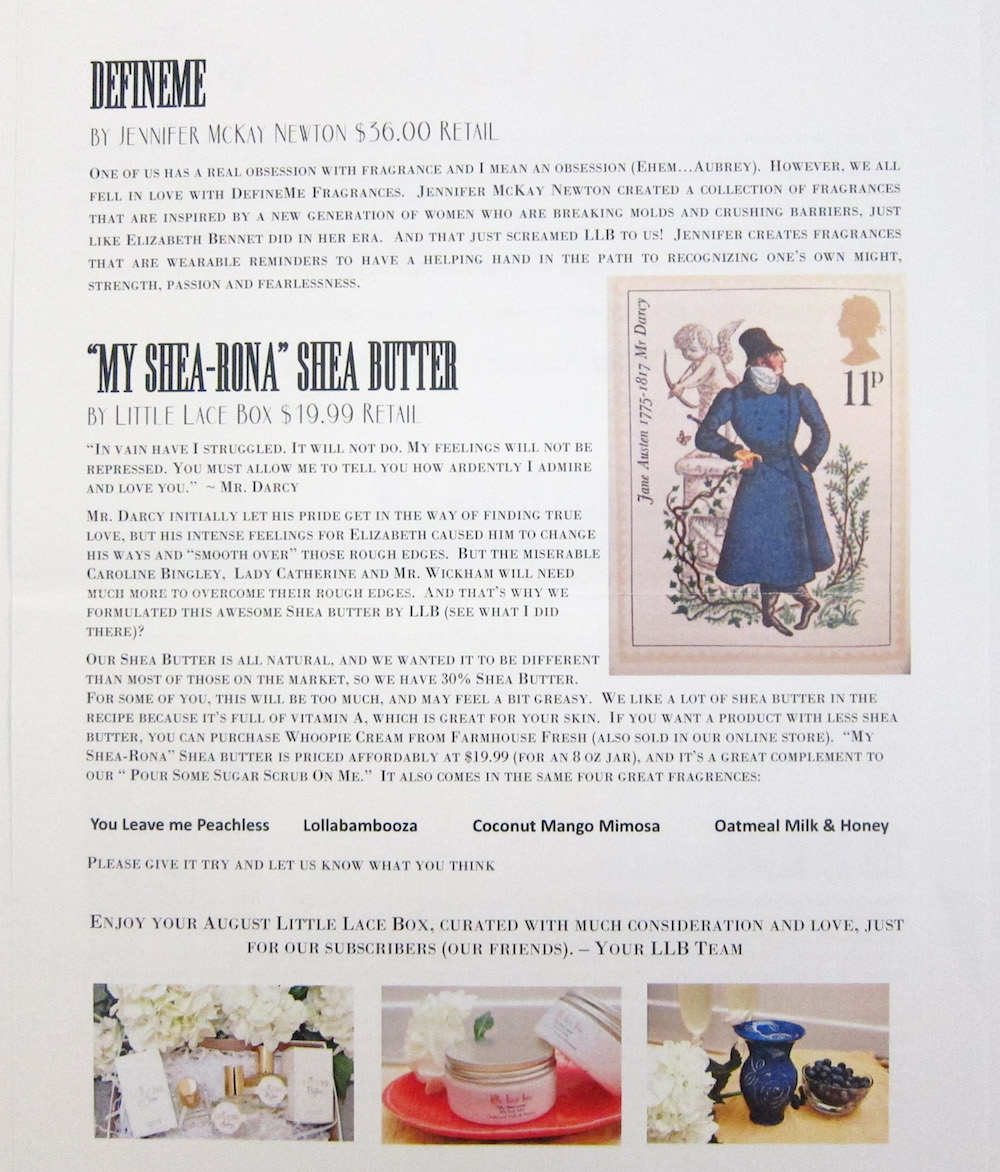 DEFINEME
BY JENNIFER MCKAY NEWTON $36.00 RETAIL
ONE OF US HAS A REAL OBSESSION WITH FRAGRANCE AND I MEAN AN OBSESSION (EHEM...AUBREY). HOWEVER, WE ALL
FELL IN LOVE WITH DEFINEME FRAGRANCES. JENNIFER MCKAY NEWTON CREATED A COLLECTION OF FRAGRANCES
THAT ARE INSPIRED BY A NEW GENERATION OF WOMEN WHO ARE BREAKING MOLDS AND CRUSHING BARRIERS, JUST
LIKE ELIZABETH BENNET DID IN HER ERA. AND THAT JUST SCREAMED LLB TO US! JENNIFER CREATES FRAGRANCES
THAT ARE WEARABLE REMINDERS TO HAVE A HELPING HAND IN THE PATH TO RECOGNIZING ONE'S OWN MIGHT,
STRENGTH, PASSION AND FEARLESSNESS.
Jane Austen 1775-1817 Mr Darcy
11P
"MY SHEA-RONA" SHEA BUTTER
BY LITTLE LACE BOX $19.99 RETAIL
"IN VAIN HAVE I STRUGGLED. IT WILL NOT DO. MY FEELINGS WILL NOT BE
REPRESSED. YOU MUST ALLOW ME TO TELL YOU HOW ARDENTLY I ADMIRE
AND LOVE YOU." ~ MR. DARCY
MR. DARCY INITIALLY LET HIS PRIDE GET IN THE WAY OF FINDING TRUE
LOVE, BUT HIS INTENSE FEELINGS FOR ELIZABETH CAUSED HIM TO CHANGE
HIS WAYS AND "SMOOTH OVER" THOSE ROUGH EDGES. BUT THE MISERABLE
CAROLINE BINGLEY, LADY CATHERINE AND MR. WICKHAM WILL NEED
MUCH MORE TO OVERCOME THEIR ROUGH EDGES. AND THAT'S WHY WE
FORMULATED THIS AWESOME SHEA BUTTER BY LLB (SEE WHAT I DID
THERE)?
OUR SHEA BUTTER IS ALL NATURAL, AND WE WANTED IT TO BE DIFFERENT
THAN MOST OF THOSE ON THE MARKET, SO WE HAVE 30% SHEA BUTTER.
FOR SOME OF YOU, THIS WILL BE TOO MUCH, AND MAY FEEL A BIT GREASY. WE LIKE A LOT OF SHEA BUTTER IN THE
RECIPE BECAUSE IT'S FULL OF VITAMIN A, WHICH IS GREAT FOR YOUR SKIN. IF YOU WANT A PRODUCT WITH LESS SHEA
BUTTER, YOU CAN PURCHASE WHOOPIE CREAM FROM FARMHOUSE FRESH (ALSO SOLD IN OUR ONLINE STORE). "MY
SHEA-RONA" SHEA BUTTER IS PRICED AFFORDABLY AT $19.99 (FOR AN 8 OZ JAR), AND IT'S A GREAT COMPLEMENT TO
OUR " POUR SOME SUGAR SCRUB ON ME." IT ALSO COMES IN THE SAME FOUR GREAT FRAGRENCES:
You Leave me Peachless Lollabambooza Coconut Mango Mimosa Oatmeal Milk & Honey
PLEASE GIVE IT TRY AND LET US KNOW WHAT YOU THINK
ENJOY YOUR AUGUST LITTLE LACE BOX, CURATED WITH MUCH CONSIDERATION AND LOVE, JUST
FOR OUR SUBSCRIBERS (OUR FRIENDS). – YOUR LLB TEAM
little lace box